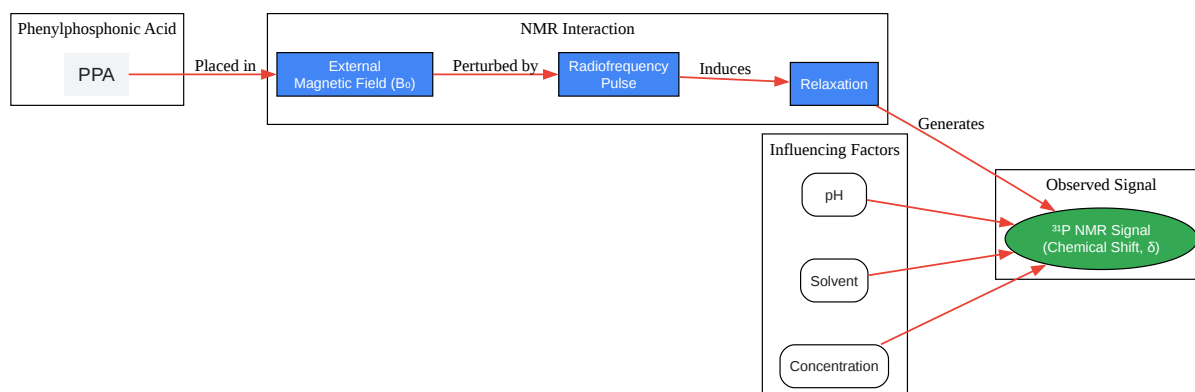 Phenylphosphonic Acid
PPA
Placed in
NMR Interaction
External
Magnetic Field (B₀)
Perturbed by
Radiofrequency
Pulse
Induces
Relaxation
Generates
Influencing Factors
pH
Solvent
Concentration
Observed Signal
³¹P NMR Signal
(Chemical Shift, δ)